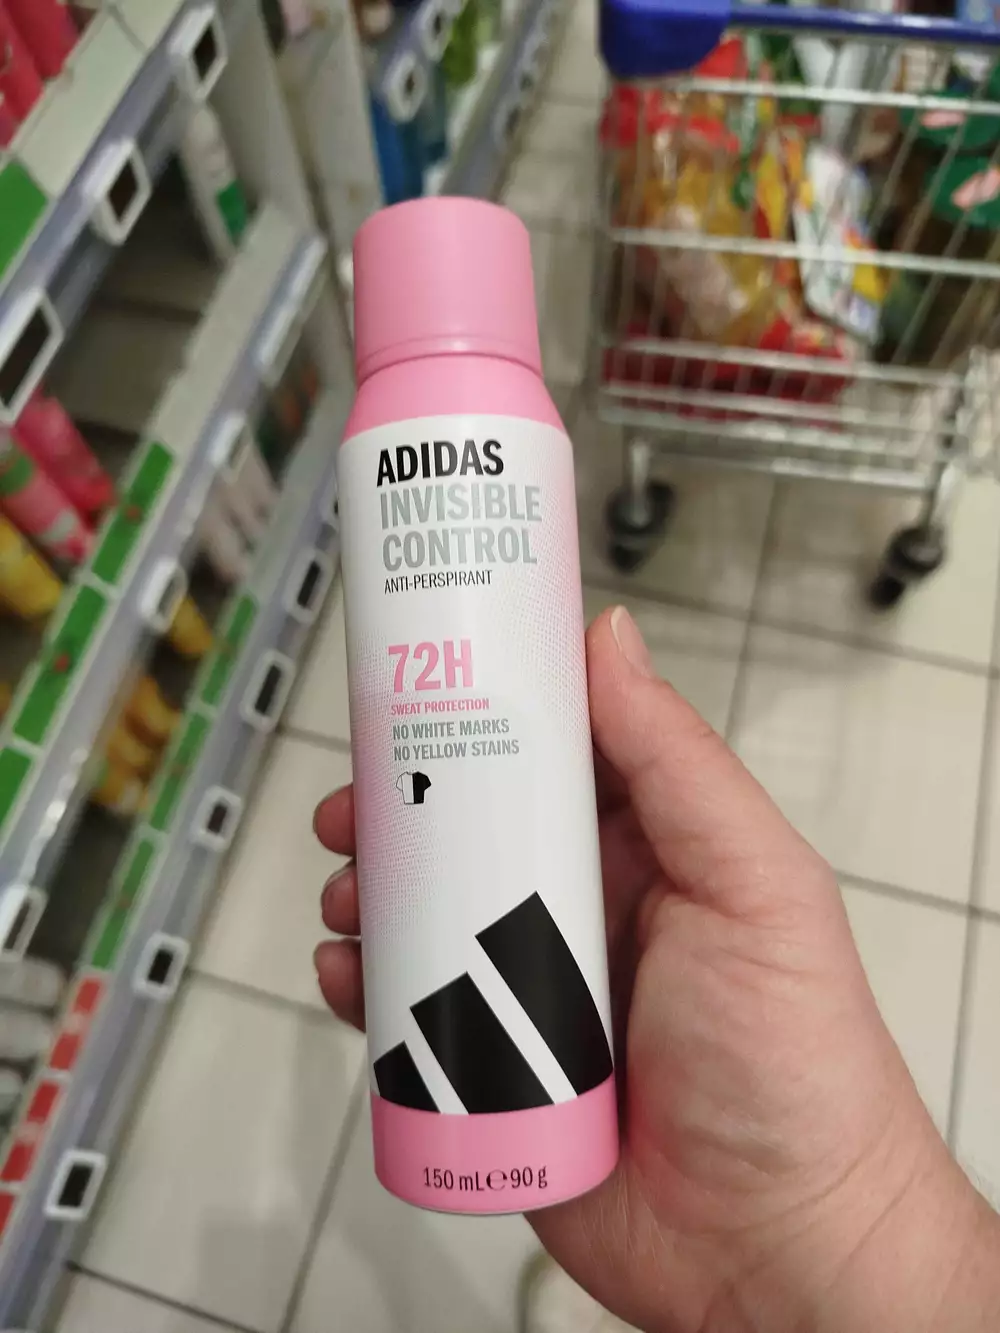 ADIDAS
INVISIBLE
CONTROL
ANTI-PERSPIRANT
72H
SWEAT PROTECTION
NO WHITE MARKS
NO YELLOW STAINS
150 mL ℮ 90 g